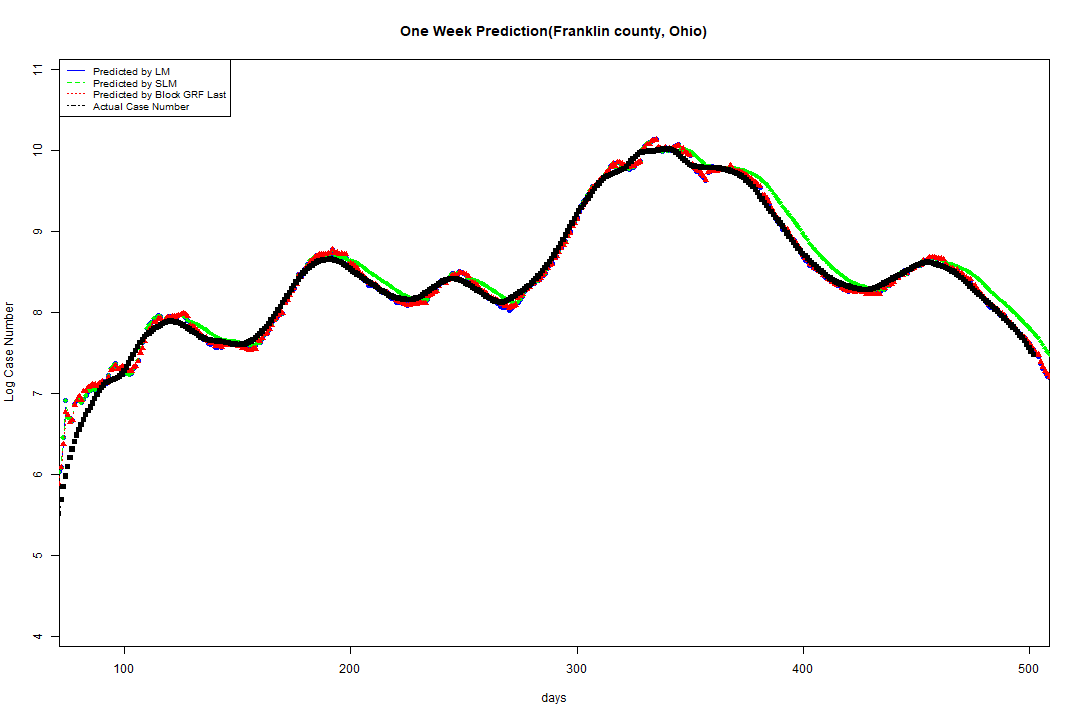 One Week Prediction(Franklin county, Ohio)
Predicted by LM
Predicted by SLM
Predicted by Block GRF Last
Actual Case Number
11
10
9
8
7
6
5
4
Log Case Number
100 200 300 400 500
days